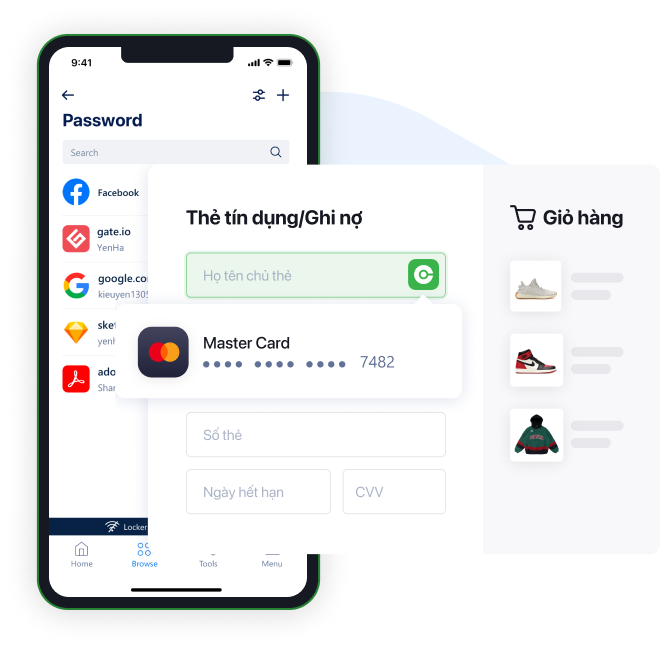 9:41
Password
Search
Facebook
gate.io
YenHa
google.co
kieuyen1305
Thẻ tín dụng/Ghi nợ
Họ tên chủ thẻ
Master Card
7482
Số thẻ
Ngày hết hạn
CVV
Giỏ hàng
sket
yenh
ado
Shar
Locker
Home
Browse
Tools
Menu